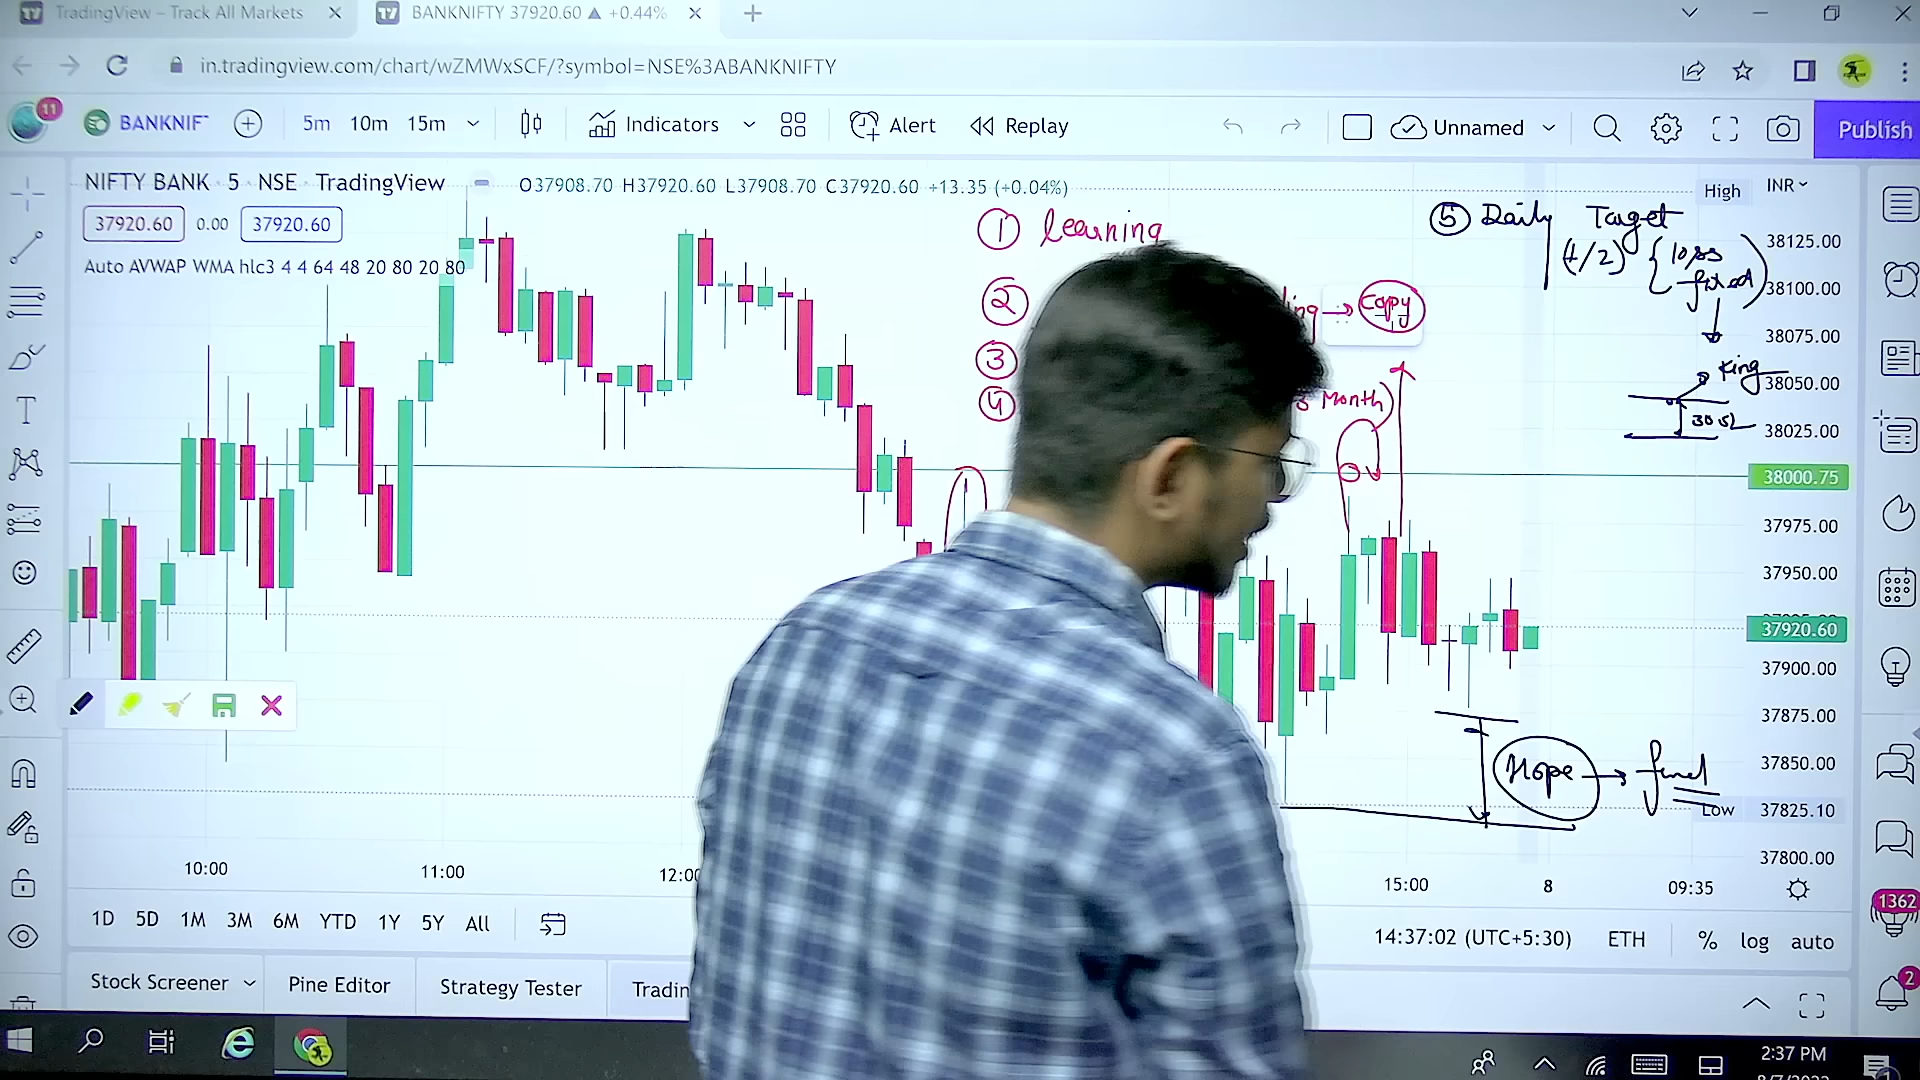 TradingView – Track All Markets
BANKNIFTY 37920.60 ▲ +0.44%
in.tradingview.com/chart/wZMWxSCF/?symbol=NSE%3ABANKNIFTY
11
BANKNIF
5m 10m 15m
Indicators
Alert
Replay
Unnamed
Publish
NIFTY BANK · 5 · NSE · TradingView
O37908.70 H37920.60 L37908.70 C37920.60 +13.35 (+0.04%)
High
INR
37920.60 0.00 37920.60
Auto AVWAP WMA hlc3 4 4 64 48 20 80 20 80
① learning
②
→ Copy
③
④
Month)
⑤ Daily Target
(1/2) { loss
fixed
King
30 SL
Hope →
38125.00
38100.00
38075.00
38050.00
38025.00
38000.75
37975.00
37950.00
37920.60
37900.00
37875.00
37850.00
Low 37825.10
37800.00
10:00 11:00 12:00 15:00 8 09:35
1D 5D 1M 3M 6M YTD 1Y 5Y All
14:37:02 (UTC+5:30) ETH % log auto
1362
2
Stock Screener
Pine Editor
Strategy Tester
Tradin
2:37 PM